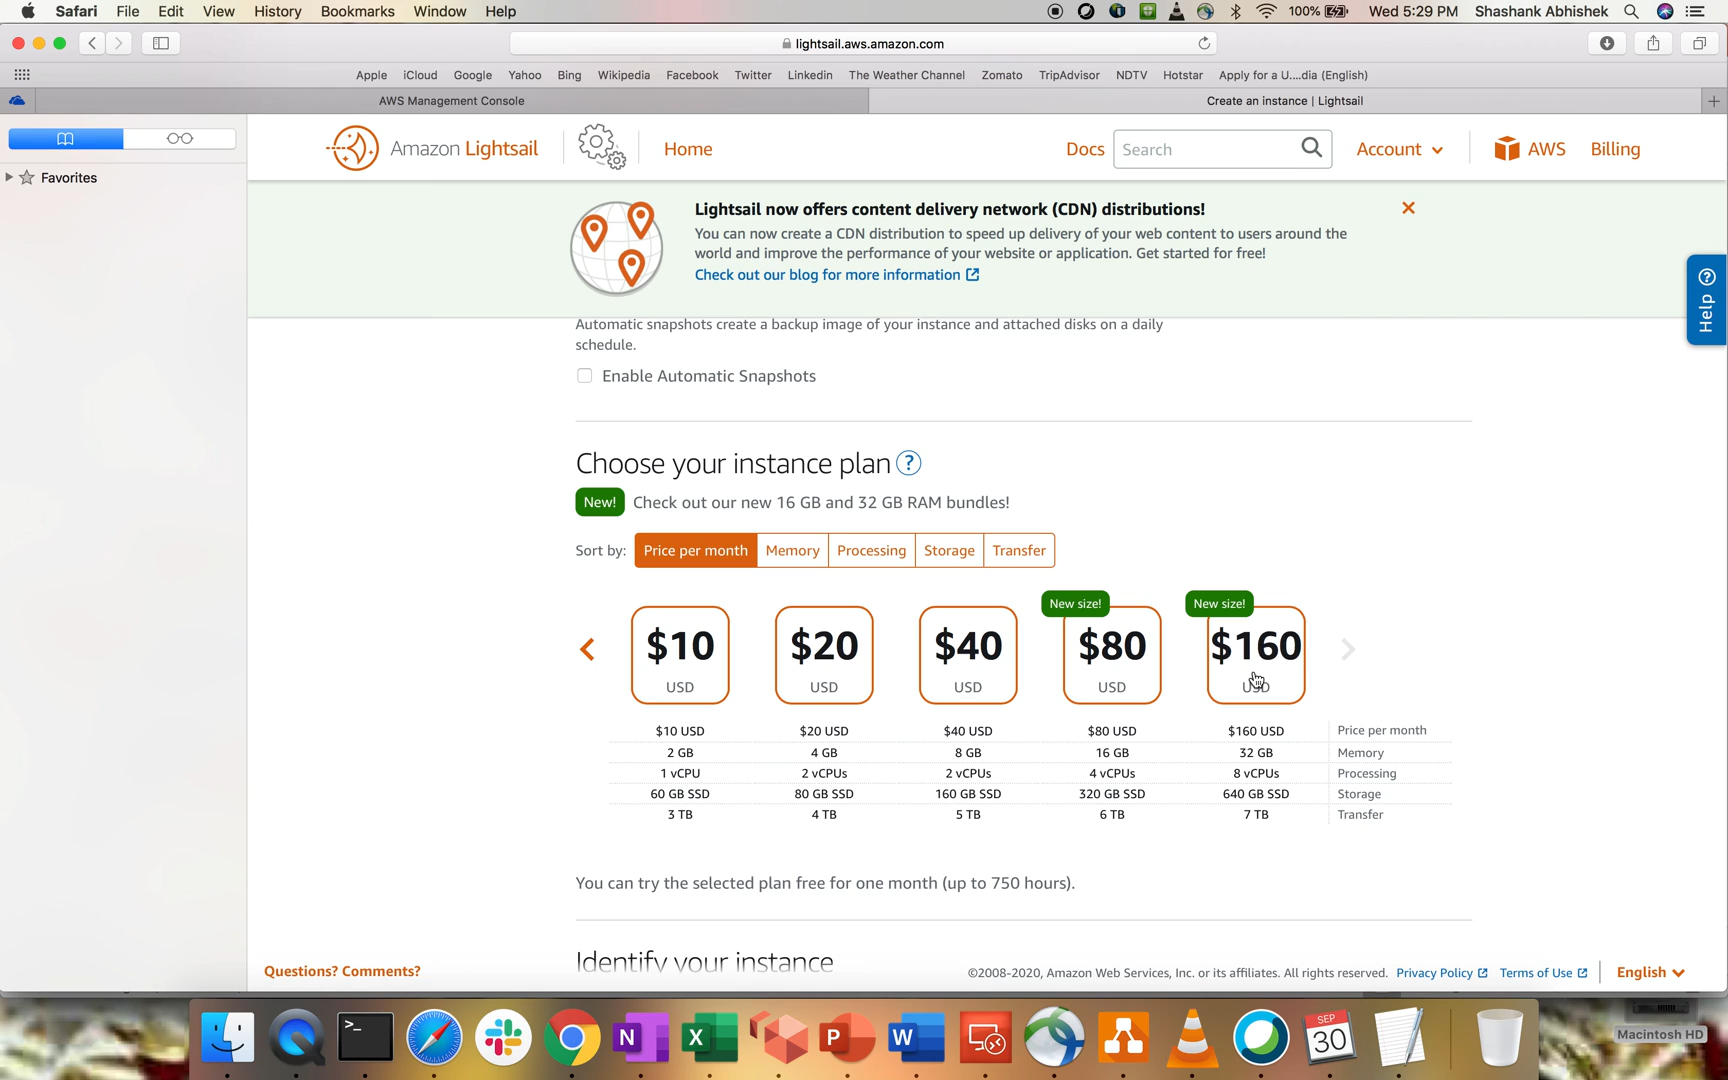 Safari File Edit View History Bookmarks Window Help 100% Wed 5:29 PM Shashank Abhishek
lightsail.aws.amazon.com
Apple iCloud Google Yahoo Bing Wikipedia Facebook Twitter Linkedin The Weather Channel Zomato TripAdvisor NDTV Hotstar Apply for a U....dia (English)
AWS Management Console Create an instance | Lightsail
Favorites
Amazon Lightsail Home Docs Search Account AWS Billing
Lightsail now offers content delivery network (CDN) distributions!
You can now create a CDN distribution to speed up delivery of your web content to users around the
world and improve the performance of your website or application. Get started for free!
Check out our blog for more information
Help ?
Automatic snapshots create a backup image of your instance and attached disks on a daily
schedule.
Enable Automatic Snapshots
Choose your instance plan ?
New! Check out our new 16 GB and 32 GB RAM bundles!
Sort by: Price per month Memory Processing Storage Transfer
New size! New size!
$10 $20 $40 $80 $160
USD USD USD USD USD
$10 USD $20 USD $40 USD $80 USD $160 USD Price per month
2 GB 4 GB 8 GB 16 GB 32 GB Memory
1 vCPU 2 vCPUs 2 vCPUs 4 vCPUs 8 vCPUs Processing
60 GB SSD 80 GB SSD 160 GB SSD 320 GB SSD 640 GB SSD Storage
3 TB 4 TB 5 TB 6 TB 7 TB Transfer
You can try the selected plan free for one month (up to 750 hours).
Identify your instance
Questions? Comments? ©2008-2020, Amazon Web Services, Inc. or its affiliates. All rights reserved. Privacy Policy Terms of Use English
>_ N X P W SEP 30
Macintosh HD